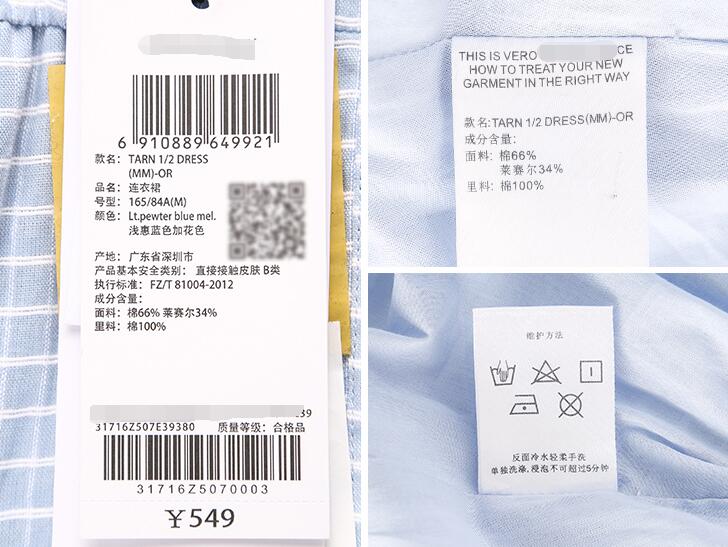 6 910889 649921
款名: TARN 1/2 DRESS
(MM)-OR
品名: 连衣裙
号型: 165/84A(M)
颜色: Lt.pewter blue mel.
浅惠蓝色加花色
产地: 广东省深圳市
产品基本安全类别: 直接接触皮肤 B类
执行标准: FZ/T 81004-2012
成分含量:
面料: 棉66% 莱赛尔34%
里料: 棉100%
31716Z507E39380 质量等级: 合格品
31716Z5070003
¥549
THIS IS VERO CE
HOW TO TREAT YOUR NEW
GARMENT IN THE RIGHT WAY
款名: TARN 1/2 DRESS(MM)-OR
成分含量:
面料: 棉66%
莱赛尔34%
里料: 棉100%
维护方法
反面冷水轻柔手洗
单独洗涤,浸泡不可超过5分钟